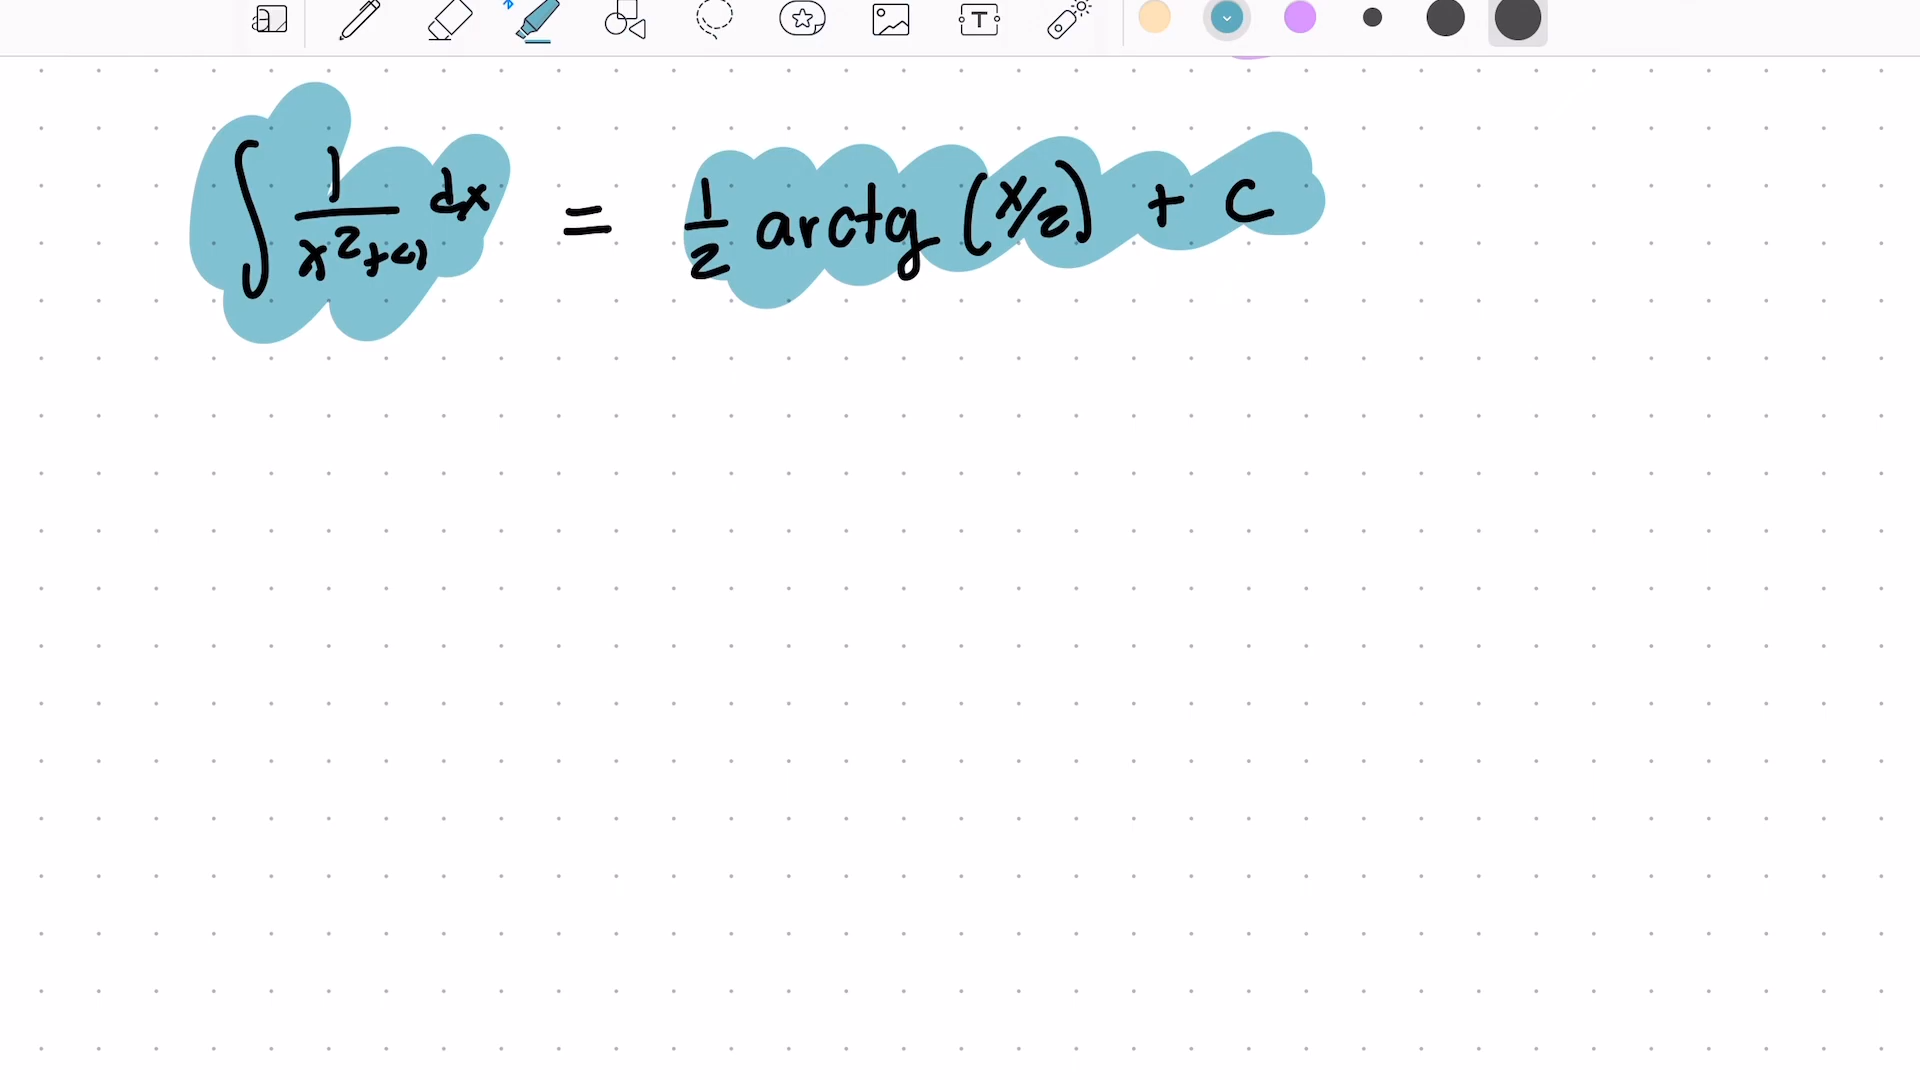 ∫ 1/(x²+4) dx = 1/2 arctg (x/2) + C